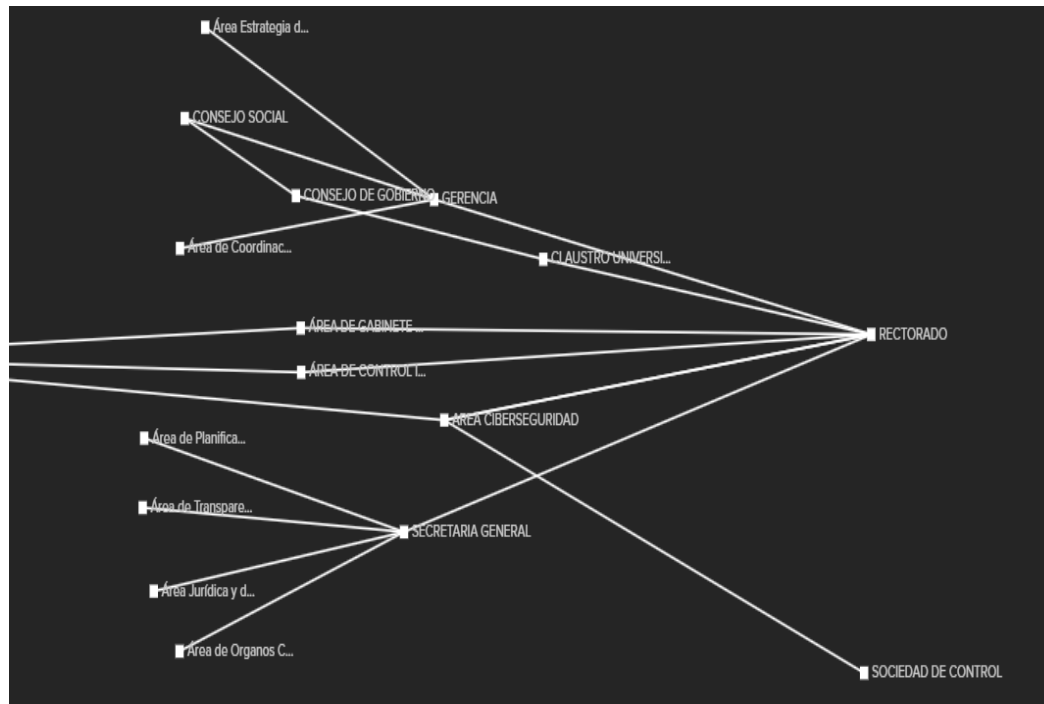 Área Estrategia d...
CONSEJO SOCIAL
CONSEJO DE GOBIERNO
GERENCIA
Área de Coordinac...
CLAUSTRO UNIVERSI...
ÁREA DE GABINETE ...
RECTORADO
ÁREA DE CONTROL I...
AREA CIBERSEGURIDAD
Área de Planifica...
Área de Transpare...
SECRETARIA GENERAL
Área Jurídica y d...
Área de Organos C...
SOCIEDAD DE CONTROL